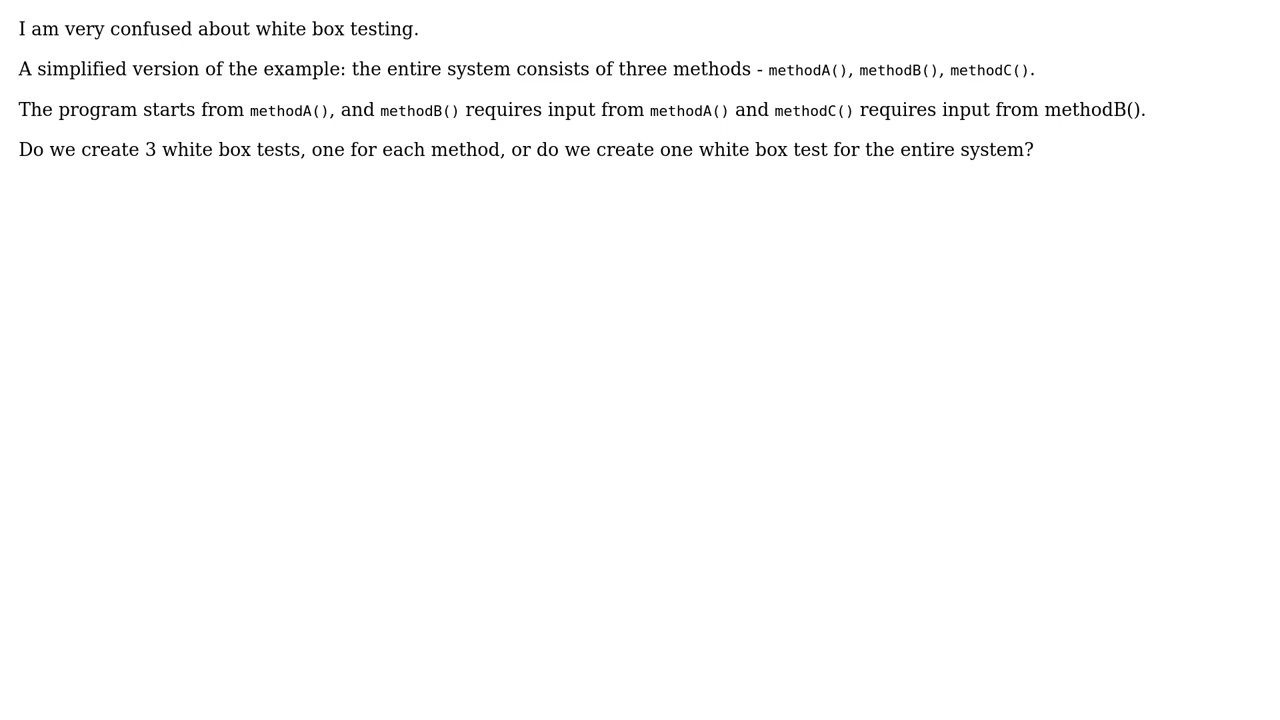 I am very confused about white box testing.
A simplified version of the example: the entire system consists of three methods - methodA(), methodB(), methodC().
The program starts from methodA(), and methodB() requires input from methodA() and methodC() requires input from methodB().
Do we create 3 white box tests, one for each method, or do we create one white box test for the entire system?